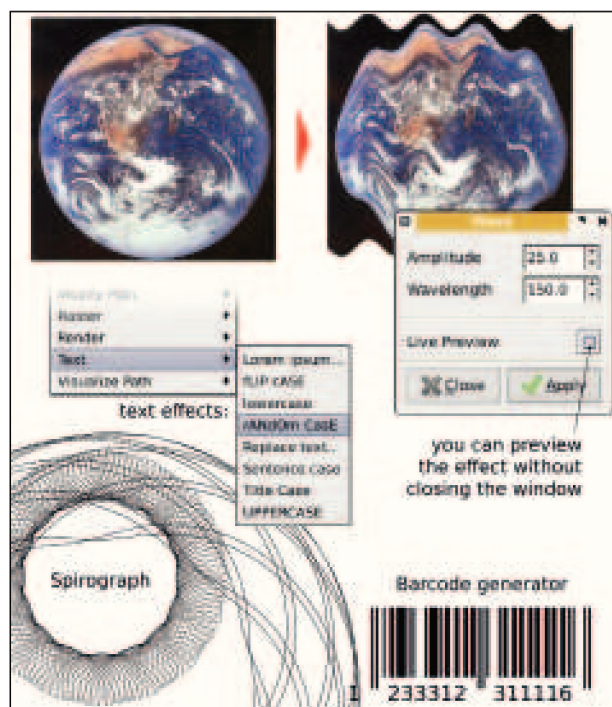 Amplitude 25.0
Wavelength 150.0
Live Preview
Close Apply
Modify Path
Raster
Render
Text
Visualize Path
Lorem ipsum...
fLIP cASE
lowercase
rANdOm CasE
Replace text...
Sentence case
Title Case
UPPERCASE
text effects:
you can preview
the effect without
closing the window
Spirograph
Barcode generator
1 233312 311116